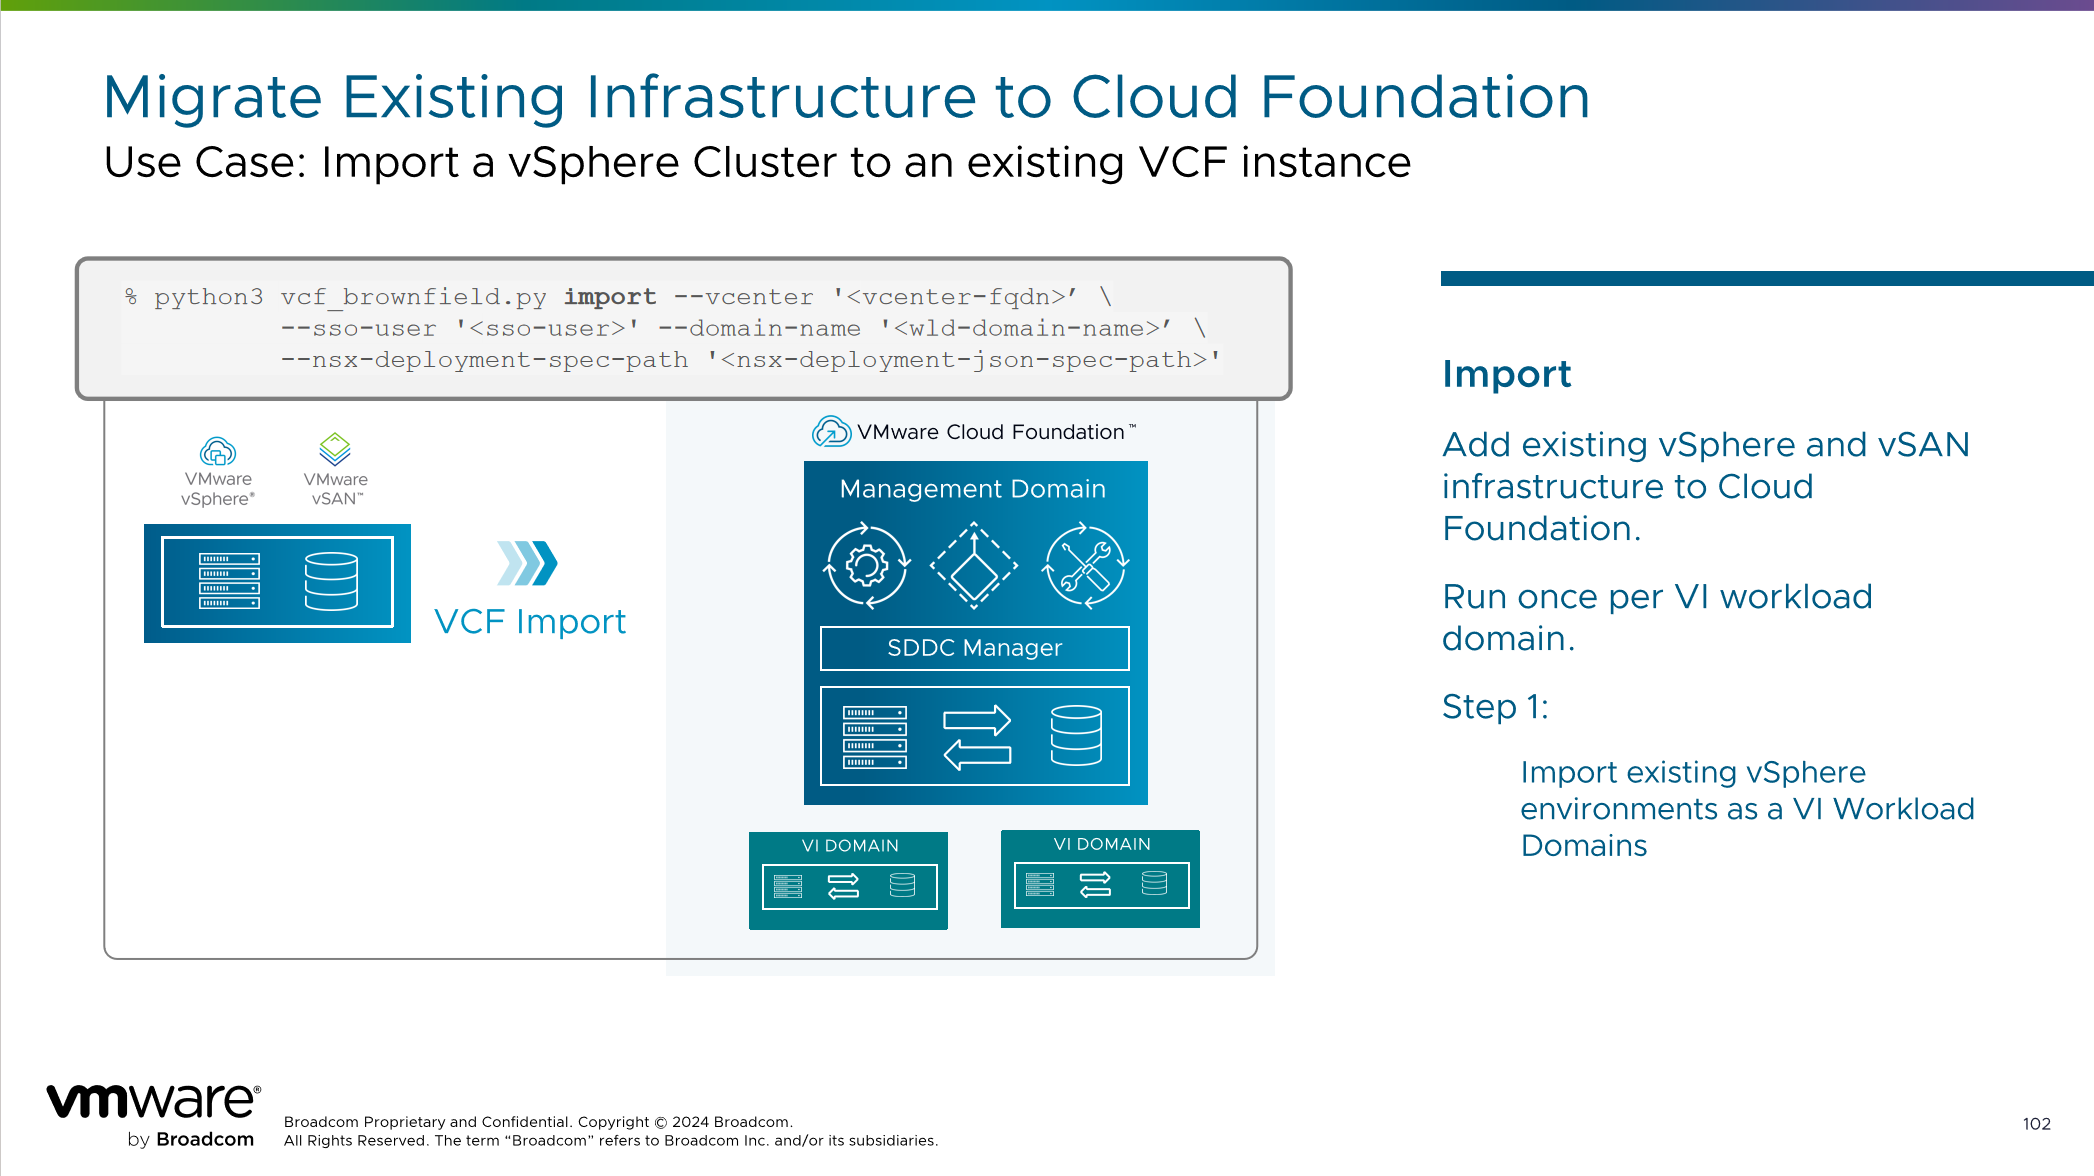 Migrate Existing Infrastructure to Cloud Foundation
Use Case: Import a vSphere Cluster to an existing VCF instance
% python3 vcf_brownfield.py import --vcenter '<vcenter-fqdn>’ \
--sso-user '<sso-user>' --domain-name '<wld-domain-name>’ \
--nsx-deployment-spec-path '<nsx-deployment-json-spec-path>'
VMware
vSphere®
VMware
vSAN™
VCF Import
VMware Cloud Foundation™
Management Domain
SDDC Manager
VI DOMAIN
VI DOMAIN
Import
Add existing vSphere and vSAN
infrastructure to Cloud
Foundation.
Run once per VI workload
domain.
Step 1:
Import existing vSphere
environments as a VI Workload
Domains
vmware®
by Broadcom
Broadcom Proprietary and Confidential. Copyright © 2024 Broadcom.
All Rights Reserved. The term “Broadcom” refers to Broadcom Inc. and/or its subsidiaries.
102